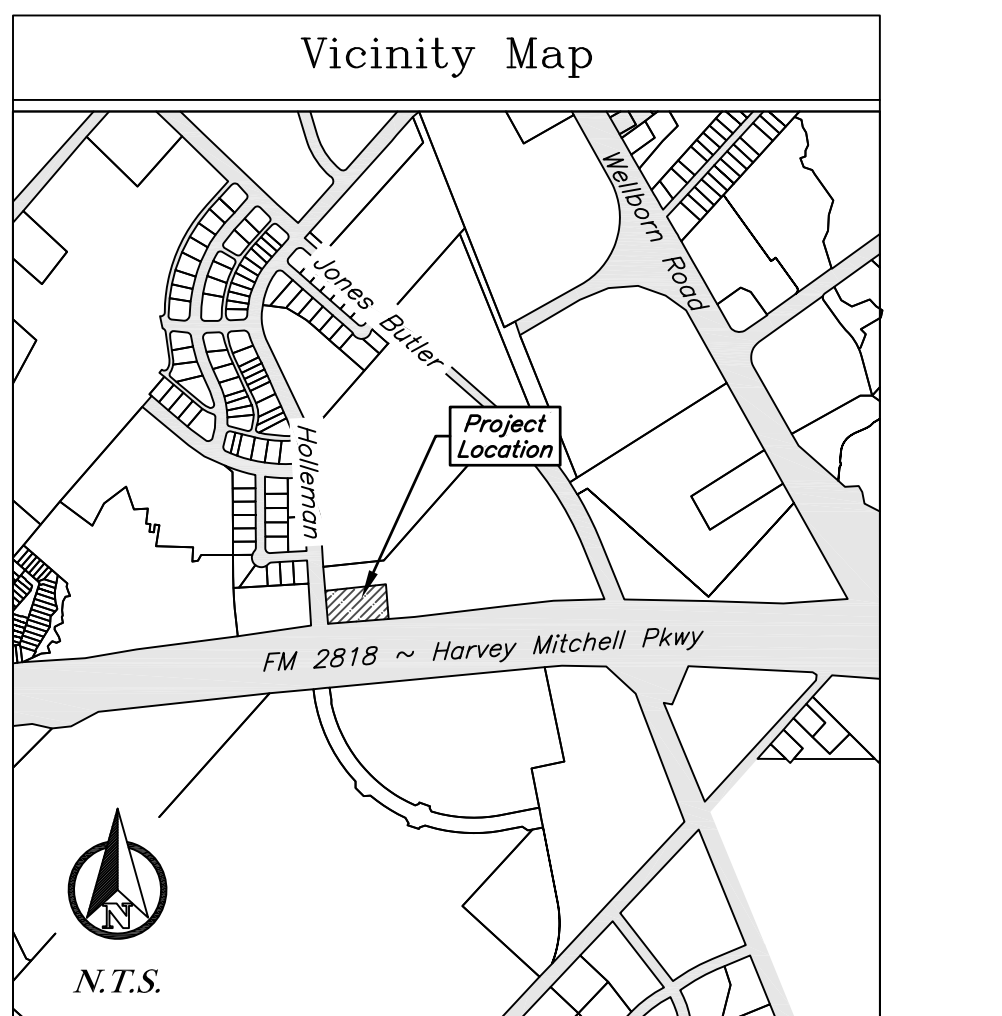 Vicinity Map
Wellborn Road
Jones Butler
Project
Location
Holleman
FM 2818 ~ Harvey Mitchell Pkwy
N
N.T.S.